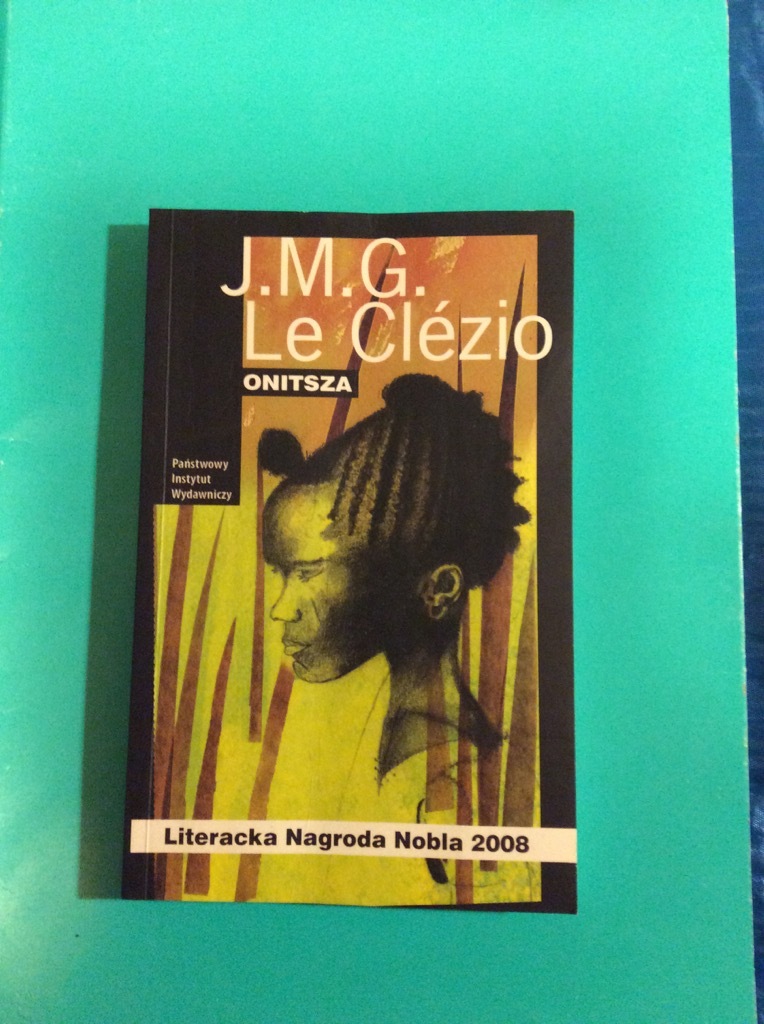 J.M.G.
Le Clézio
ONITSZA
Państwowy
Instytut
Wydawniczy
Literacka Nagroda Nobla 2008